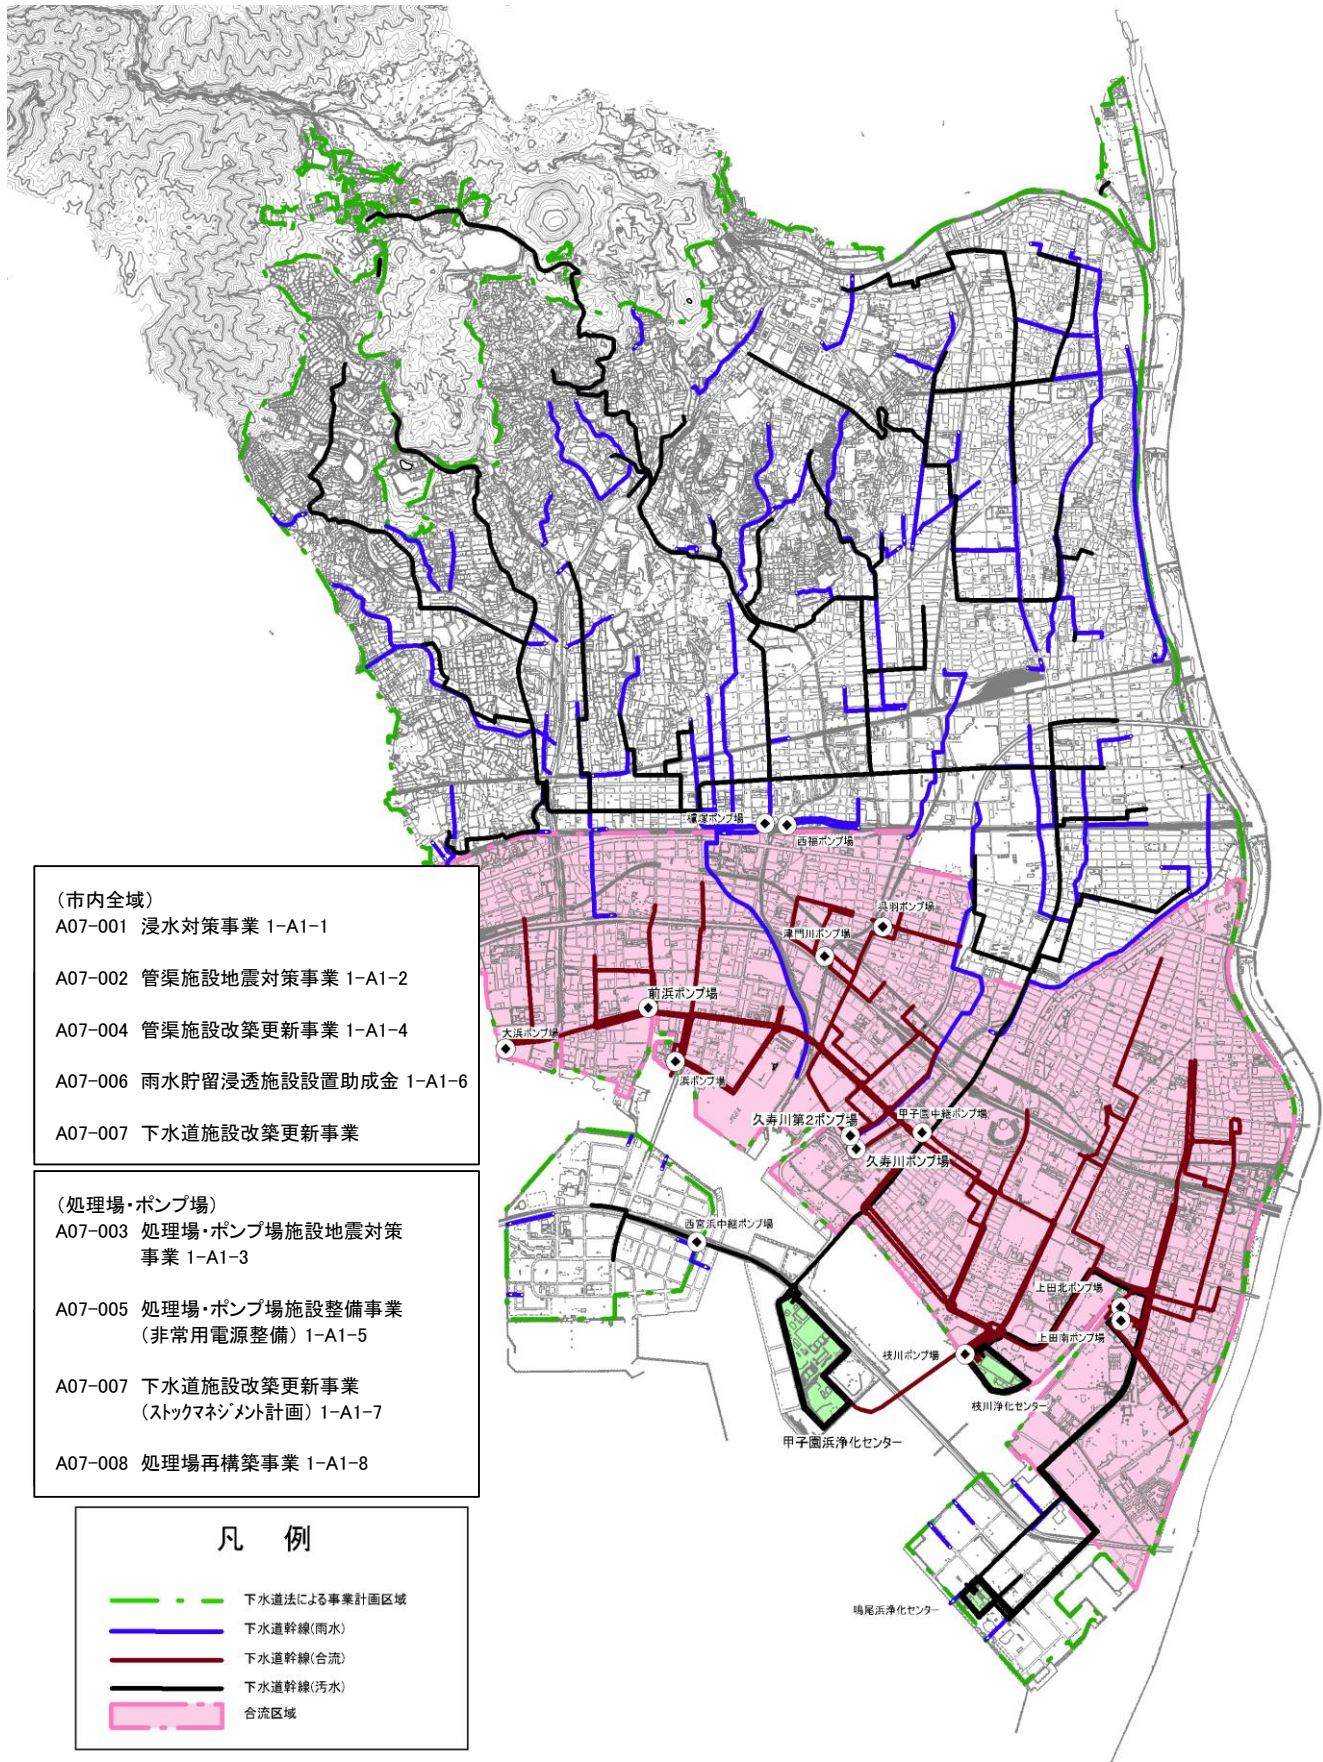 櫨塚ポンプ場
西福ポンプ場
呉羽ポンプ場
津門川ポンプ場
前浜ポンプ場
大浜ポンプ場
浜ポンプ場
久寿川第2ポンプ場
甲子園中継ポンプ場
久寿川ポンプ場
西宮浜中継ポンプ場
上田北ポンプ場
上田南ポンプ場
枝川ポンプ場
枝川浄化センター
甲子園浜浄化センター
鳴尾浜浄化センター
(市内全域)
A07-001 浸水対策事業 1-A1-1
A07-002 管渠施設地震対策事業 1-A1-2
A07-004 管渠施設改築更新事業 1-A1-4
A07-006 雨水貯留浸透施設設置助成金 1-A1-6
A07-007 下水道施設改築更新事業
(処理場・ポンプ場)
A07-003 処理場・ポンプ場施設地震対策
事業 1-A1-3
A07-005 処理場・ポンプ場施設整備事業
(非常用電源整備) 1-A1-5
A07-007 下水道施設改築更新事業
(ストックマネジメント計画) 1-A1-7
A07-008 処理場再構築事業 1-A1-8
凡 例
下水道法による事業計画区域
下水道幹線(雨水)
下水道幹線(合流)
下水道幹線(汚水)
合流区域